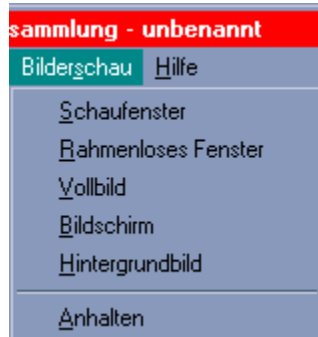 sammlung - unbenannt
Bilderschau Hilfe
Schaufenster
Rahmenloses Fenster
Vollbild
Bildschirm
Hintergrundbild
Anhalten